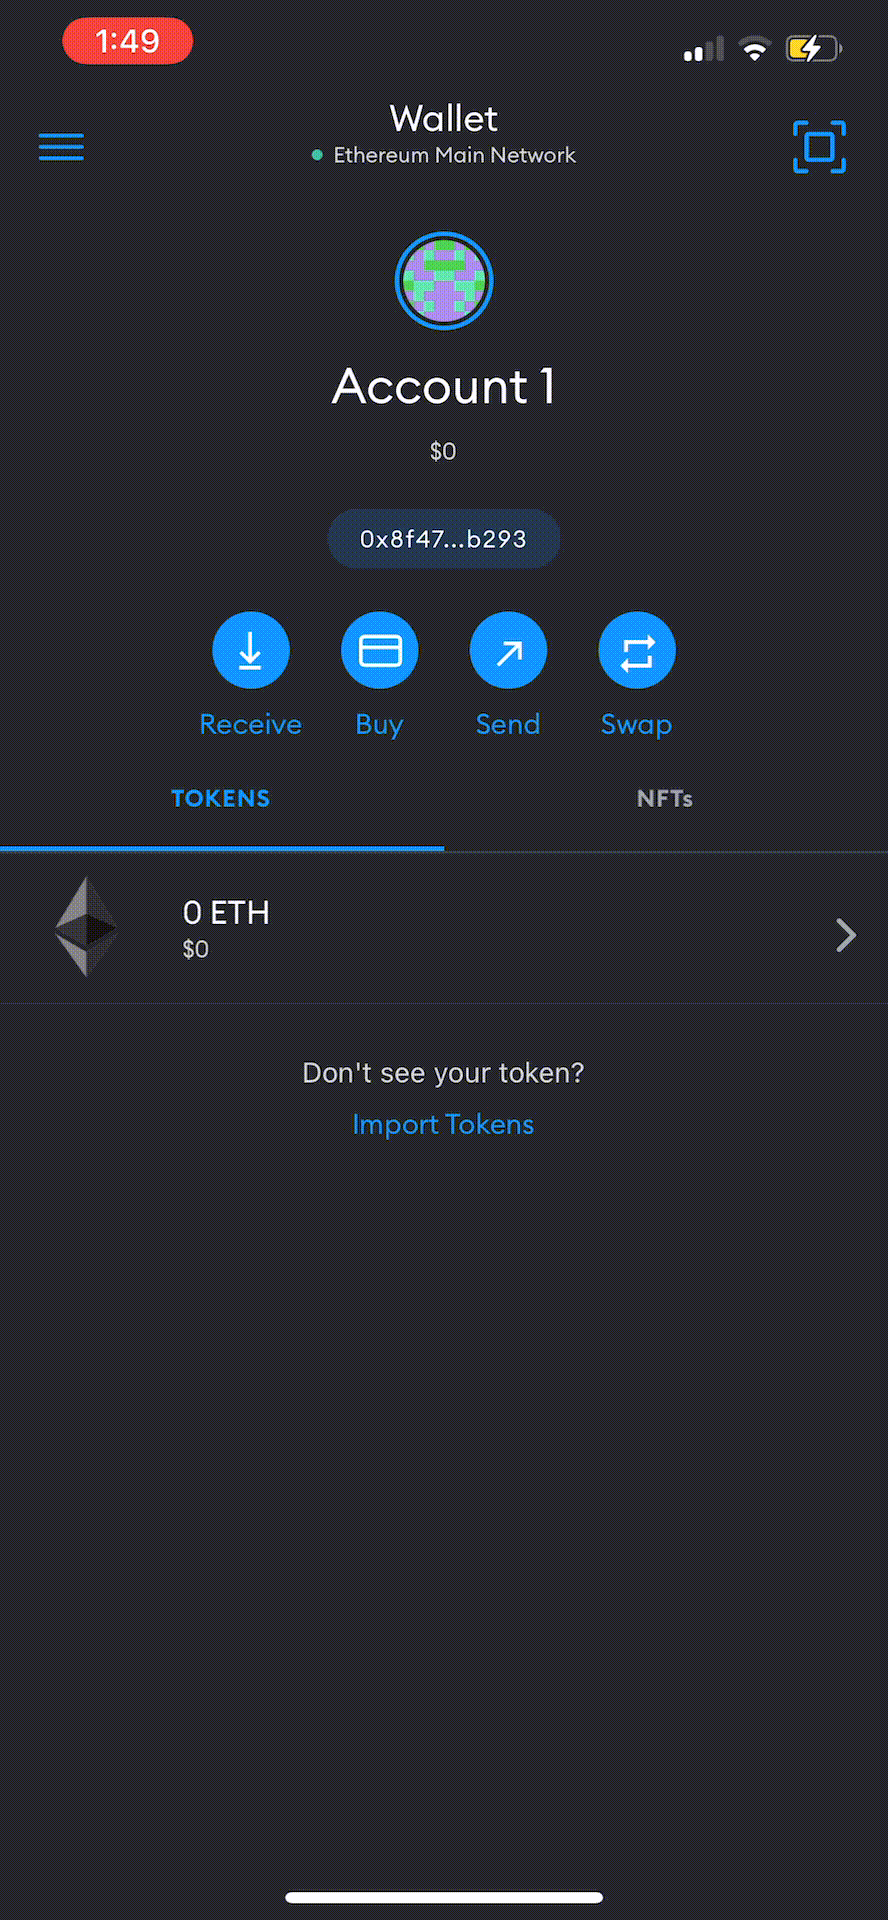 1:49
Wallet
Ethereum Main Network
Account 1
$0
0x8f47...b293
Receive Buy Send Swap
TOKENS NFTs
0 ETH
$0
Don't see your token?
Import Tokens